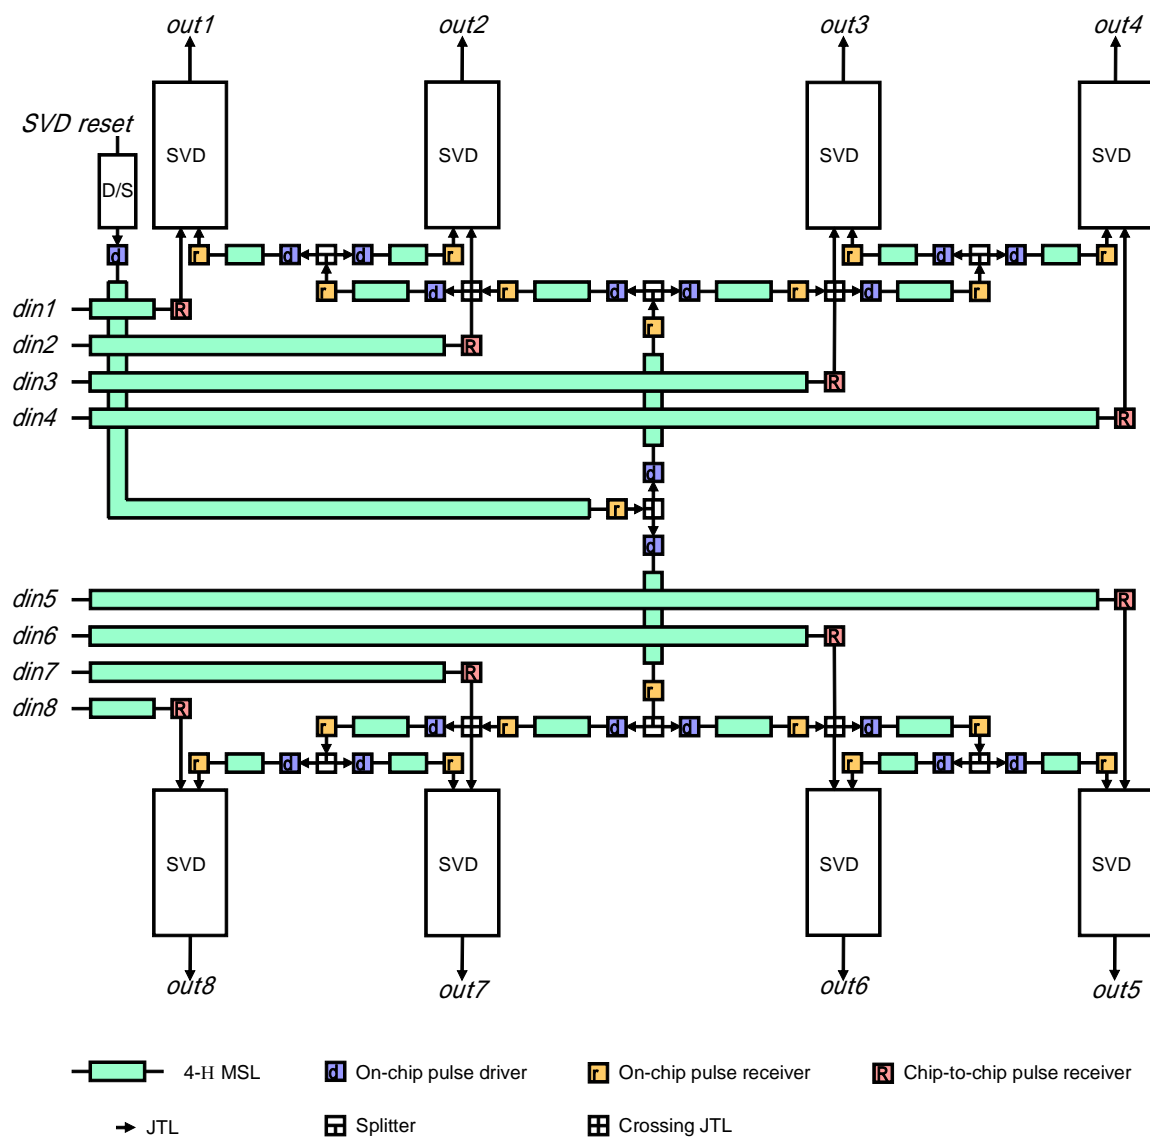 out1 out2 out3 out4
SVD reset
SVD SVD SVD SVD
D/S
d r d d r r d d r
r d r d d r d r
din1 R r
din2 R
din3 R
din4 R
d
r
d
din5 R
din6 R
din7 R
r
din8 R
r d r d d r d r
r d d r r d d r
SVD SVD SVD SVD
out8 out7 out6 out5
4-H MSL d On-chip pulse driver r On-chip pulse receiver R Chip-to-chip pulse receiver
JTL Splitter Crossing JTL